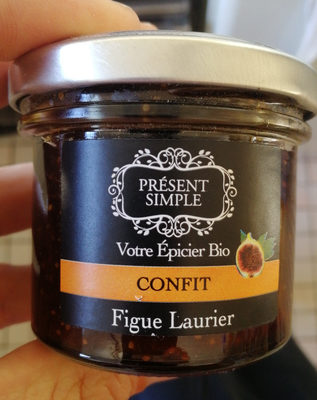 PRÉSENT
SIMPLE
Votre Épicier Bio
CONFIT
Figue Laurier